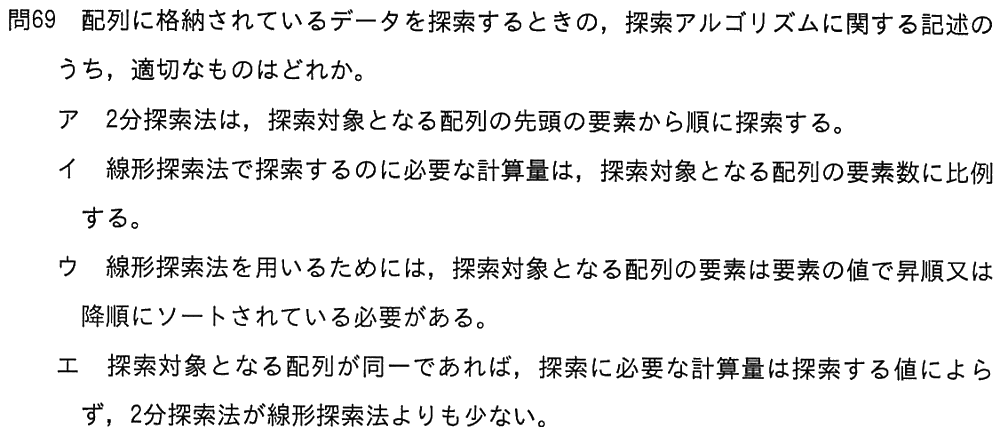 問69　配列に格納されているデータを探索するときの，探索アルゴリズムに関する記述の
うち，適切なものはどれか。
ア　2分探索法は，探索対象となる配列の先頭の要素から順に探索する。
イ　線形探索法で探索するのに必要な計算量は，探索対象となる配列の要素数に比例
する。
ウ　線形探索法を用いるためには，探索対象となる配列の要素は要素の値で昇順又は
降順にソートされている必要がある。
エ　探索対象となる配列が同一であれば，探索に必要な計算量は探索する値によら
ず，2分探索法が線形探索法よりも少ない。